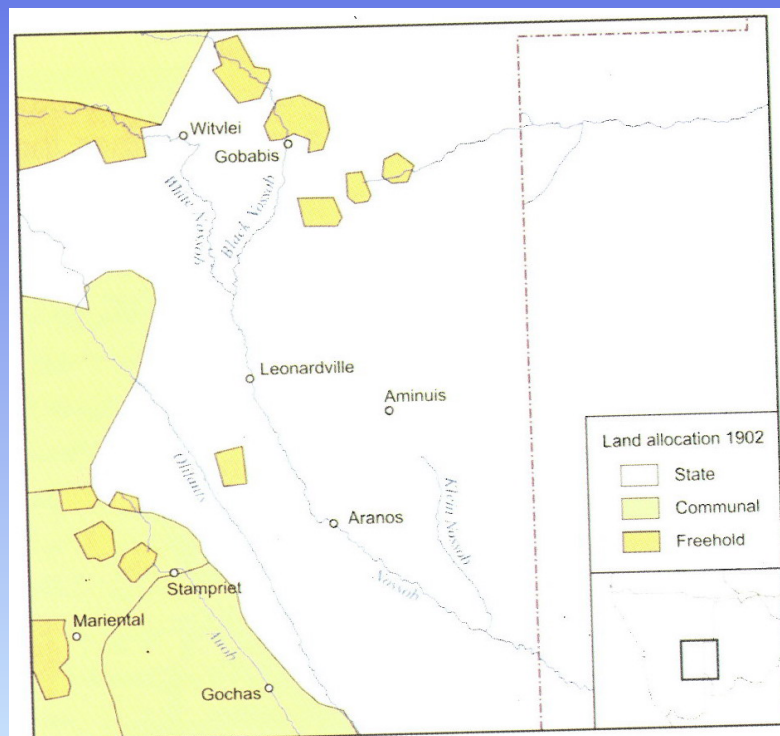 Witvlei
Gobabis
White Nossob
Black Nossob
Leonardville
Aminuis
Land allocation 1902
State
Communal
Freehold
Olifants
Klein Nossob
Aranos
Nossob
Stampriet
Mariental
Auob
Gochas